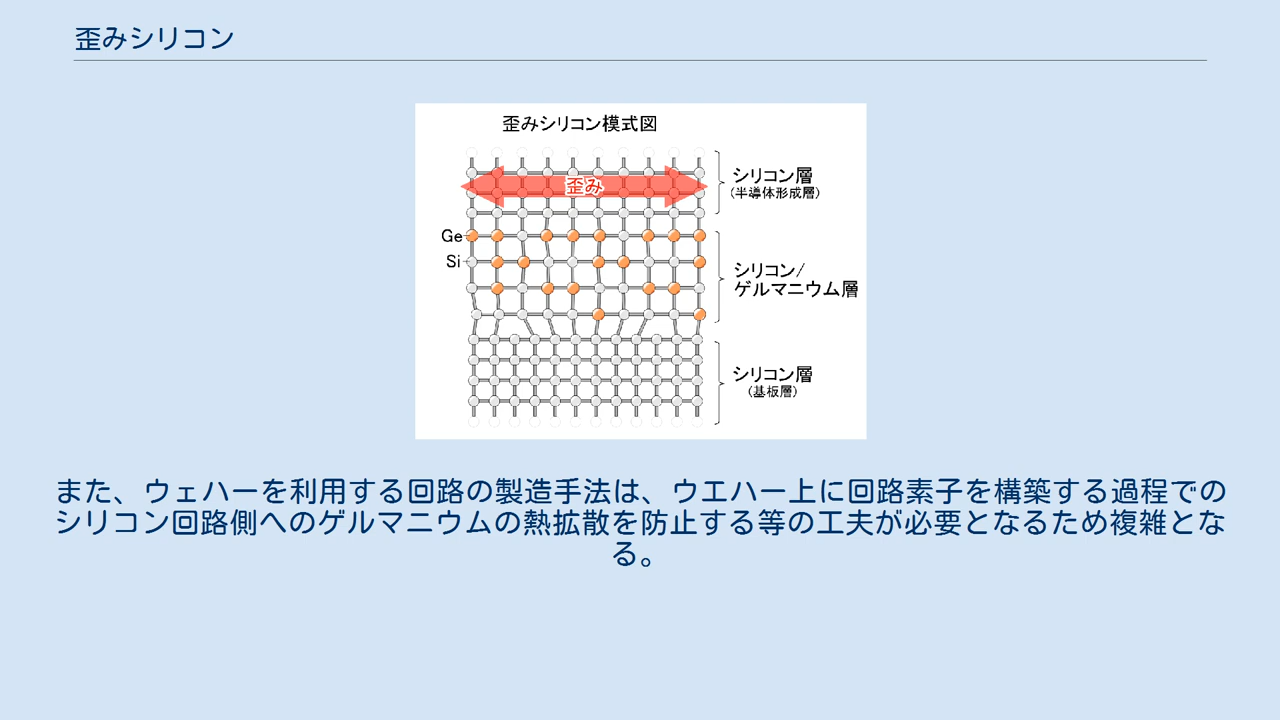 歪みシリコン
歪みシリコン模式図
シリコン層
(半導体形成層)
歪み
Ge
Si
シリコン/
ゲルマニウム層
シリコン層
(基板層)
また、ウェハーを利用する回路の製造手法は、ウエハー上に回路素子を構築する過程での
シリコン回路側へのゲルマニウムの熱拡散を防止する等の工夫が必要となるため複雑とな
る。